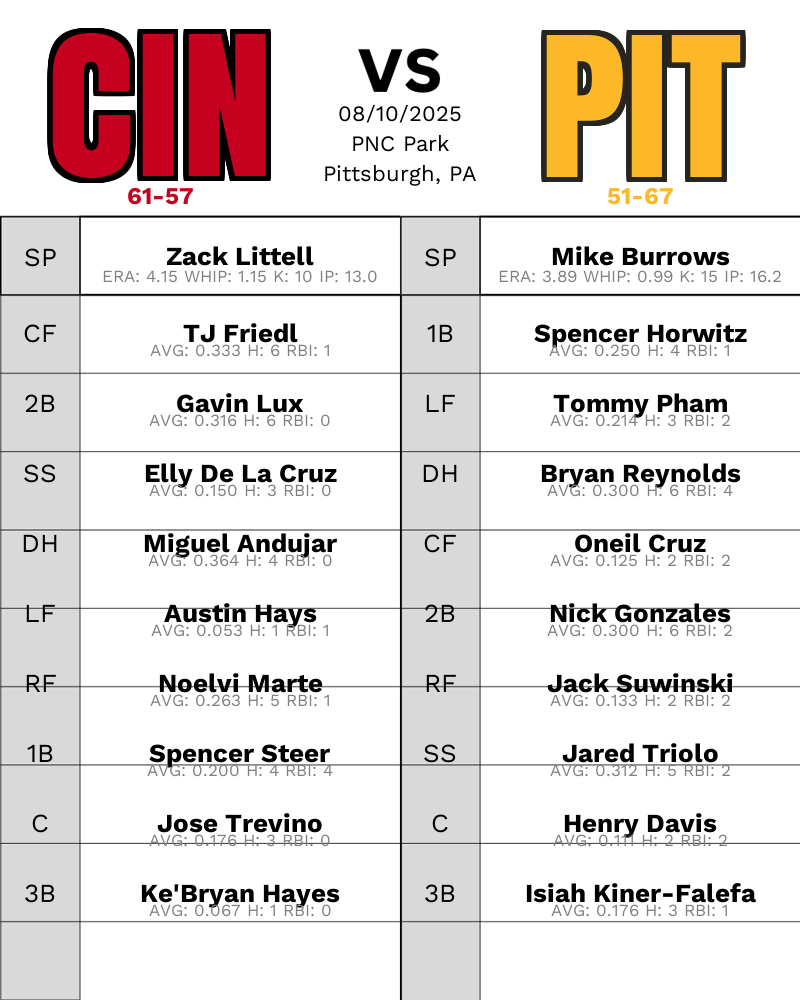 CIN
VS
PIT
08/10/2025
PNC Park
Pittsburgh, PA
61-57
51-67
SP
Zack Littell
ERA: 4.15 WHIP: 1.15 K: 10 IP: 13.0
SP
Mike Burrows
ERA: 3.89 WHIP: 0.99 K: 15 IP: 16.2
CF
TJ Friedl
AVG: 0.333 H: 6 RBI: 1
1B
Spencer Horwitz
AVG: 0.250 H: 4 RBI: 1
2B
Gavin Lux
AVG: 0.316 H: 6 RBI: 0
LF
Tommy Pham
AVG: 0.214 H: 3 RBI: 2
SS
Elly De La Cruz
AVG: 0.150 H: 3 RBI: 0
DH
Bryan Reynolds
AVG: 0.300 H: 6 RBI: 4
DH
Miguel Andujar
AVG: 0.364 H: 4 RBI: 0
CF
Oneil Cruz
AVG: 0.125 H: 2 RBI: 2
LF
Austin Hays
AVG: 0.053 H: 1 RBI: 1
2B
Nick Gonzales
AVG: 0.300 H: 6 RBI: 2
RF
Noelvi Marte
AVG: 0.263 H: 5 RBI: 1
RF
Jack Suwinski
AVG: 0.133 H: 2 RBI: 2
1B
Spencer Steer
AVG: 0.200 H: 4 RBI: 4
SS
Jared Triolo
AVG: 0.312 H: 5 RBI: 2
C
Jose Trevino
AVG: 0.176 H: 3 RBI: 0
C
Henry Davis
AVG: 0.111 H: 2 RBI: 2
3B
Ke'Bryan Hayes
AVG: 0.067 H: 1 RBI: 0
3B
Isiah Kiner-Falefa
AVG: 0.176 H: 3 RBI: 1